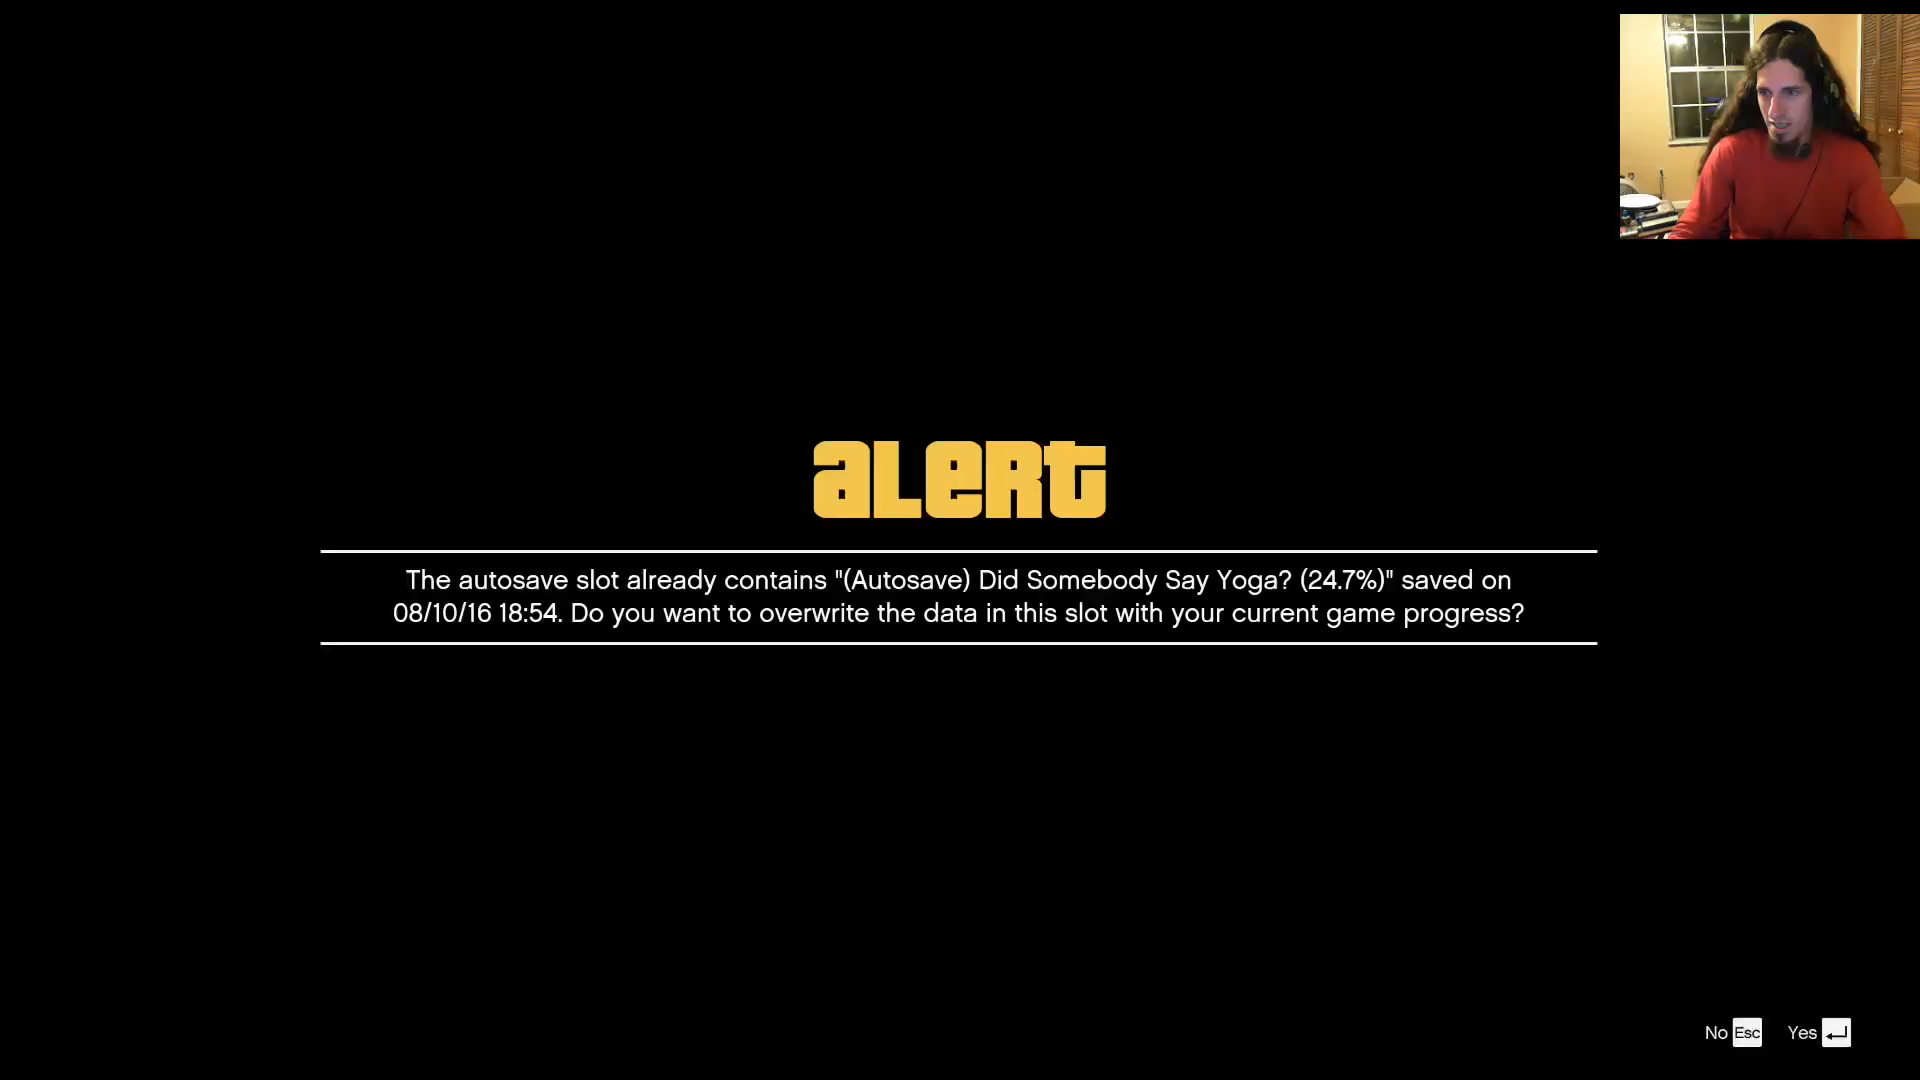 aLeRt
The autosave slot already contains "(Autosave) Did Somebody Say Yoga? (24.7%)" saved on
08/10/16 18:54. Do you want to overwrite the data in this slot with your current game progress?
No Esc Yes